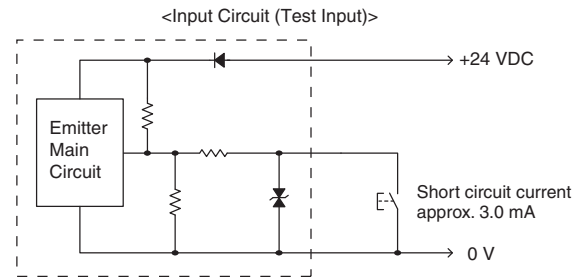 <Input Circuit (Test Input)>
+24 VDC
Emitter
Main
Circuit
Short circuit current
approx. 3.0 mA
0 V